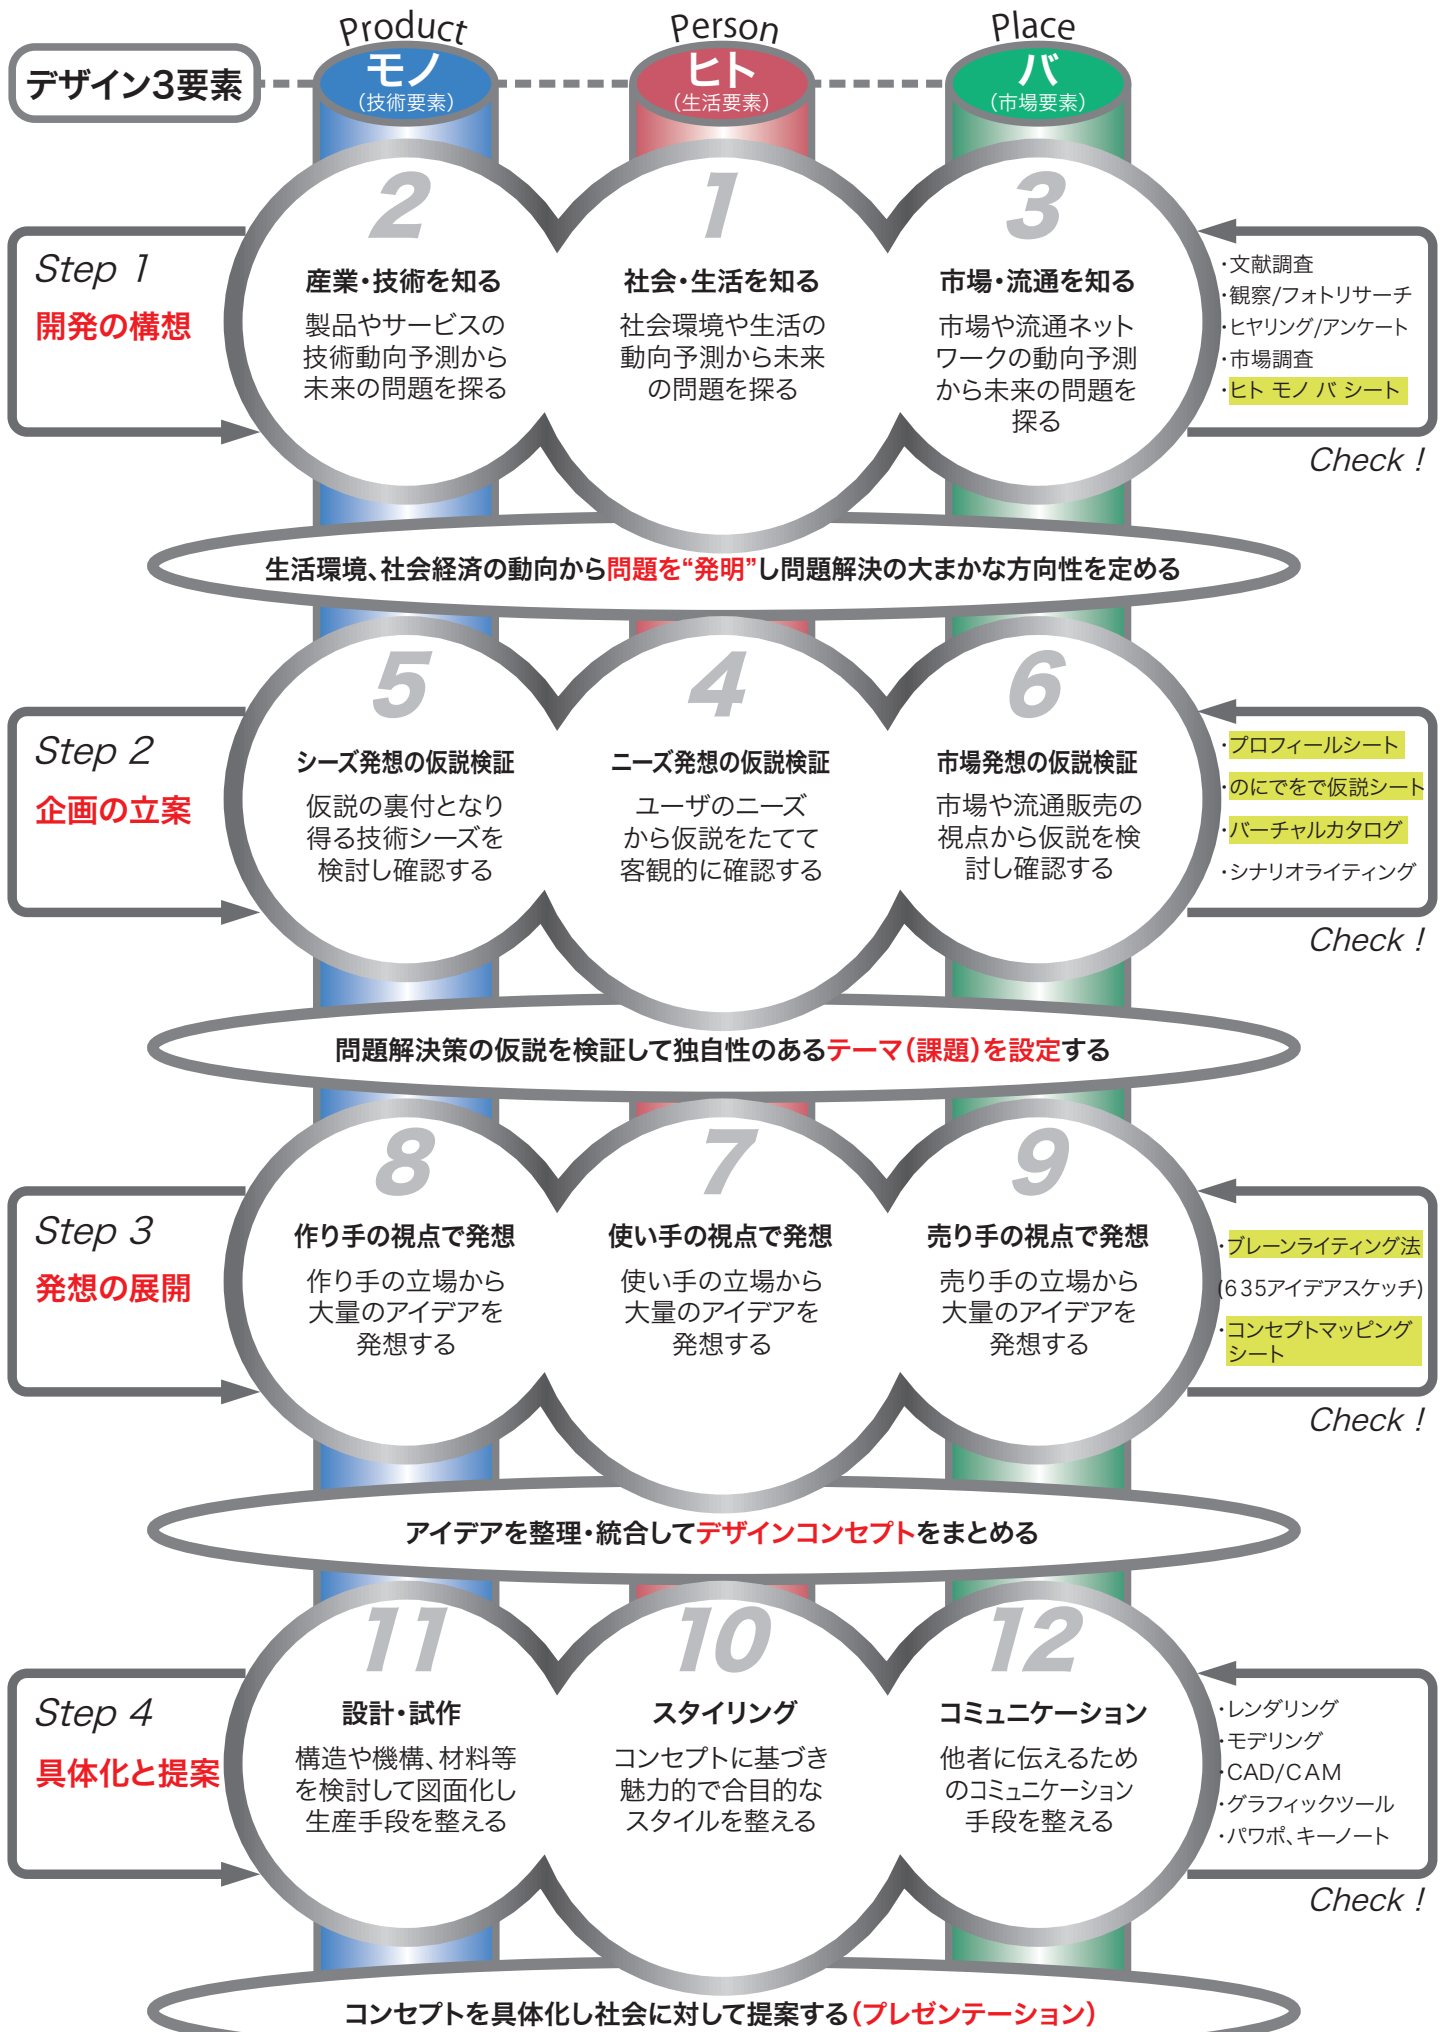 Product
Person
Place
デザイン3要素
モノ
（技術要素）
ヒト
（生活要素）
バ
（市場要素）
Step 1
開発の構想
2
産業・技術を知る
製品やサービスの
技術動向予測から
未来の問題を探る
1
社会・生活を知る
社会環境や生活の
動向予測から未来
の問題を探る
3
市場・流通を知る
市場や流通ネット
ワークの動向予測
から未来の問題を
探る
・文献調査
・観察/フォトリサーチ
・ヒヤリング/アンケート
・市場調査
・ヒト モノ バ シート
Check !
生活環境、社会経済の動向から問題を“発明”し問題解決の大まかな方向性を定める
Step 2
企画の立案
5
シーズ発想の仮説検証
仮説の裏付となり
得る技術シーズを
検討し確認する
4
ニーズ発想の仮説検証
ユーザのニーズ
から仮説をたてて
客観的に確認する
6
市場発想の仮説検証
市場や流通販売の
視点から仮説を検
討し確認する
・プロフィールシート
・のにでをで仮説シート
・バーチャルカタログ
・シナリオライティング
Check !
問題解決策の仮説を検証して独自性のあるテーマ（課題）を設定する
Step 3
発想の展開
8
作り手の視点で発想
作り手の立場から
大量のアイデアを
発想する
7
使い手の視点で発想
使い手の立場から
大量のアイデアを
発想する
9
売り手の視点で発想
売り手の立場から
大量のアイデアを
発想する
・ブレーンライティング法
(635アイデアスケッチ)
・コンセプトマッピング
シート
Check !
アイデアを整理・統合してデザインコンセプトをまとめる
Step 4
具体化と提案
11
設計・試作
構造や機構、材料等
を検討して図面化し
生産手段を整える
10
スタイリング
コンセプトに基づき
魅力的で合目的な
スタイルを整える
12
コミュニケーション
他者に伝えるため
のコミュニケーション
手段を整える
・レンダリング
・モデリング
・CAD/CAM
・グラフィックツール
・パワポ、キーノート
Check !
コンセプトを具体化し社会に対して提案する（プレゼンテーション）